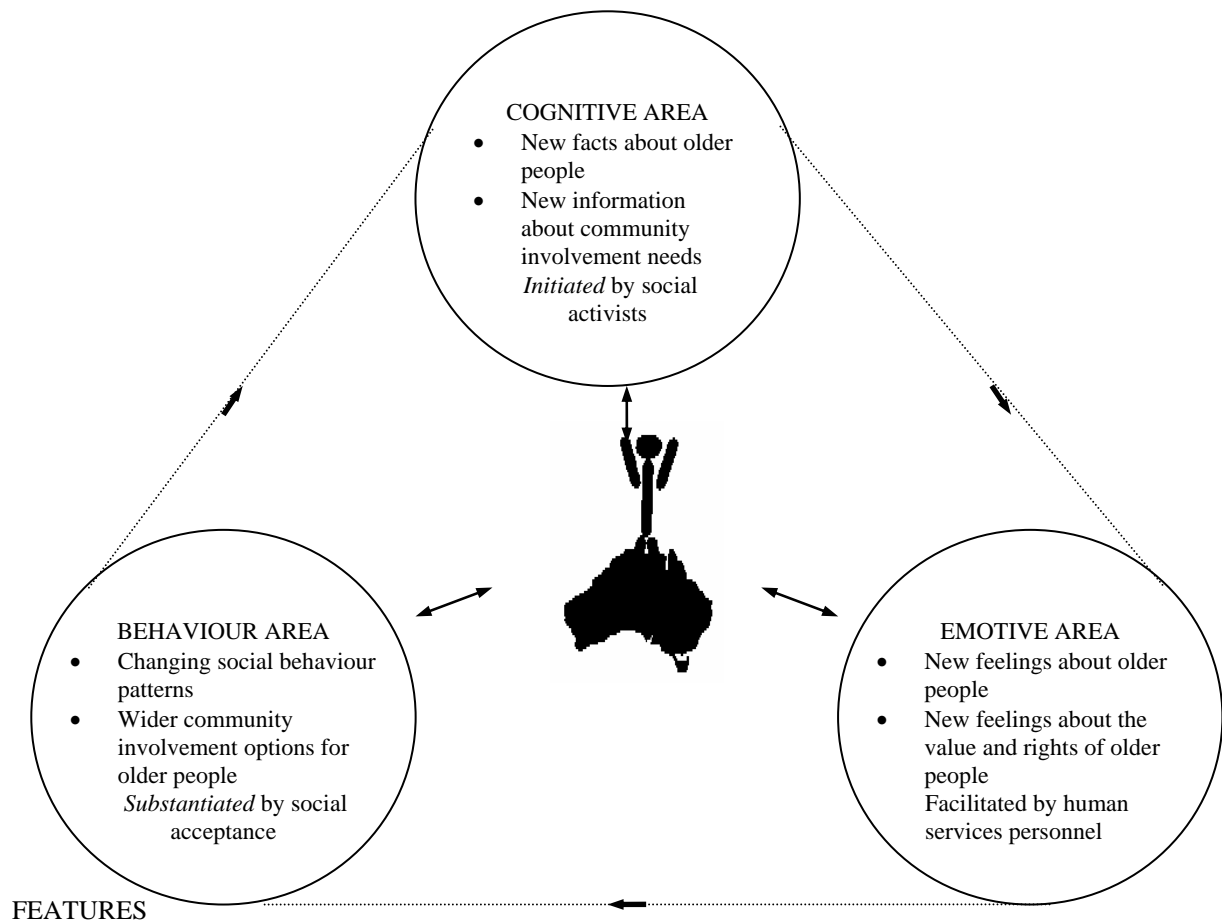 COGNITIVE AREA
• New facts about older
people
• New information
about community
involvement needs
Initiated by social
activists
BEHAVIOUR AREA
• Changing social behaviour
patterns
• Wider community
involvement options for
older people
Substantiated by social
acceptance
EMOTIVE AREA
• New feelings about older
people
• New feelings about the
value and rights of older
people
Facilitated by human
services personnel
FEATURES